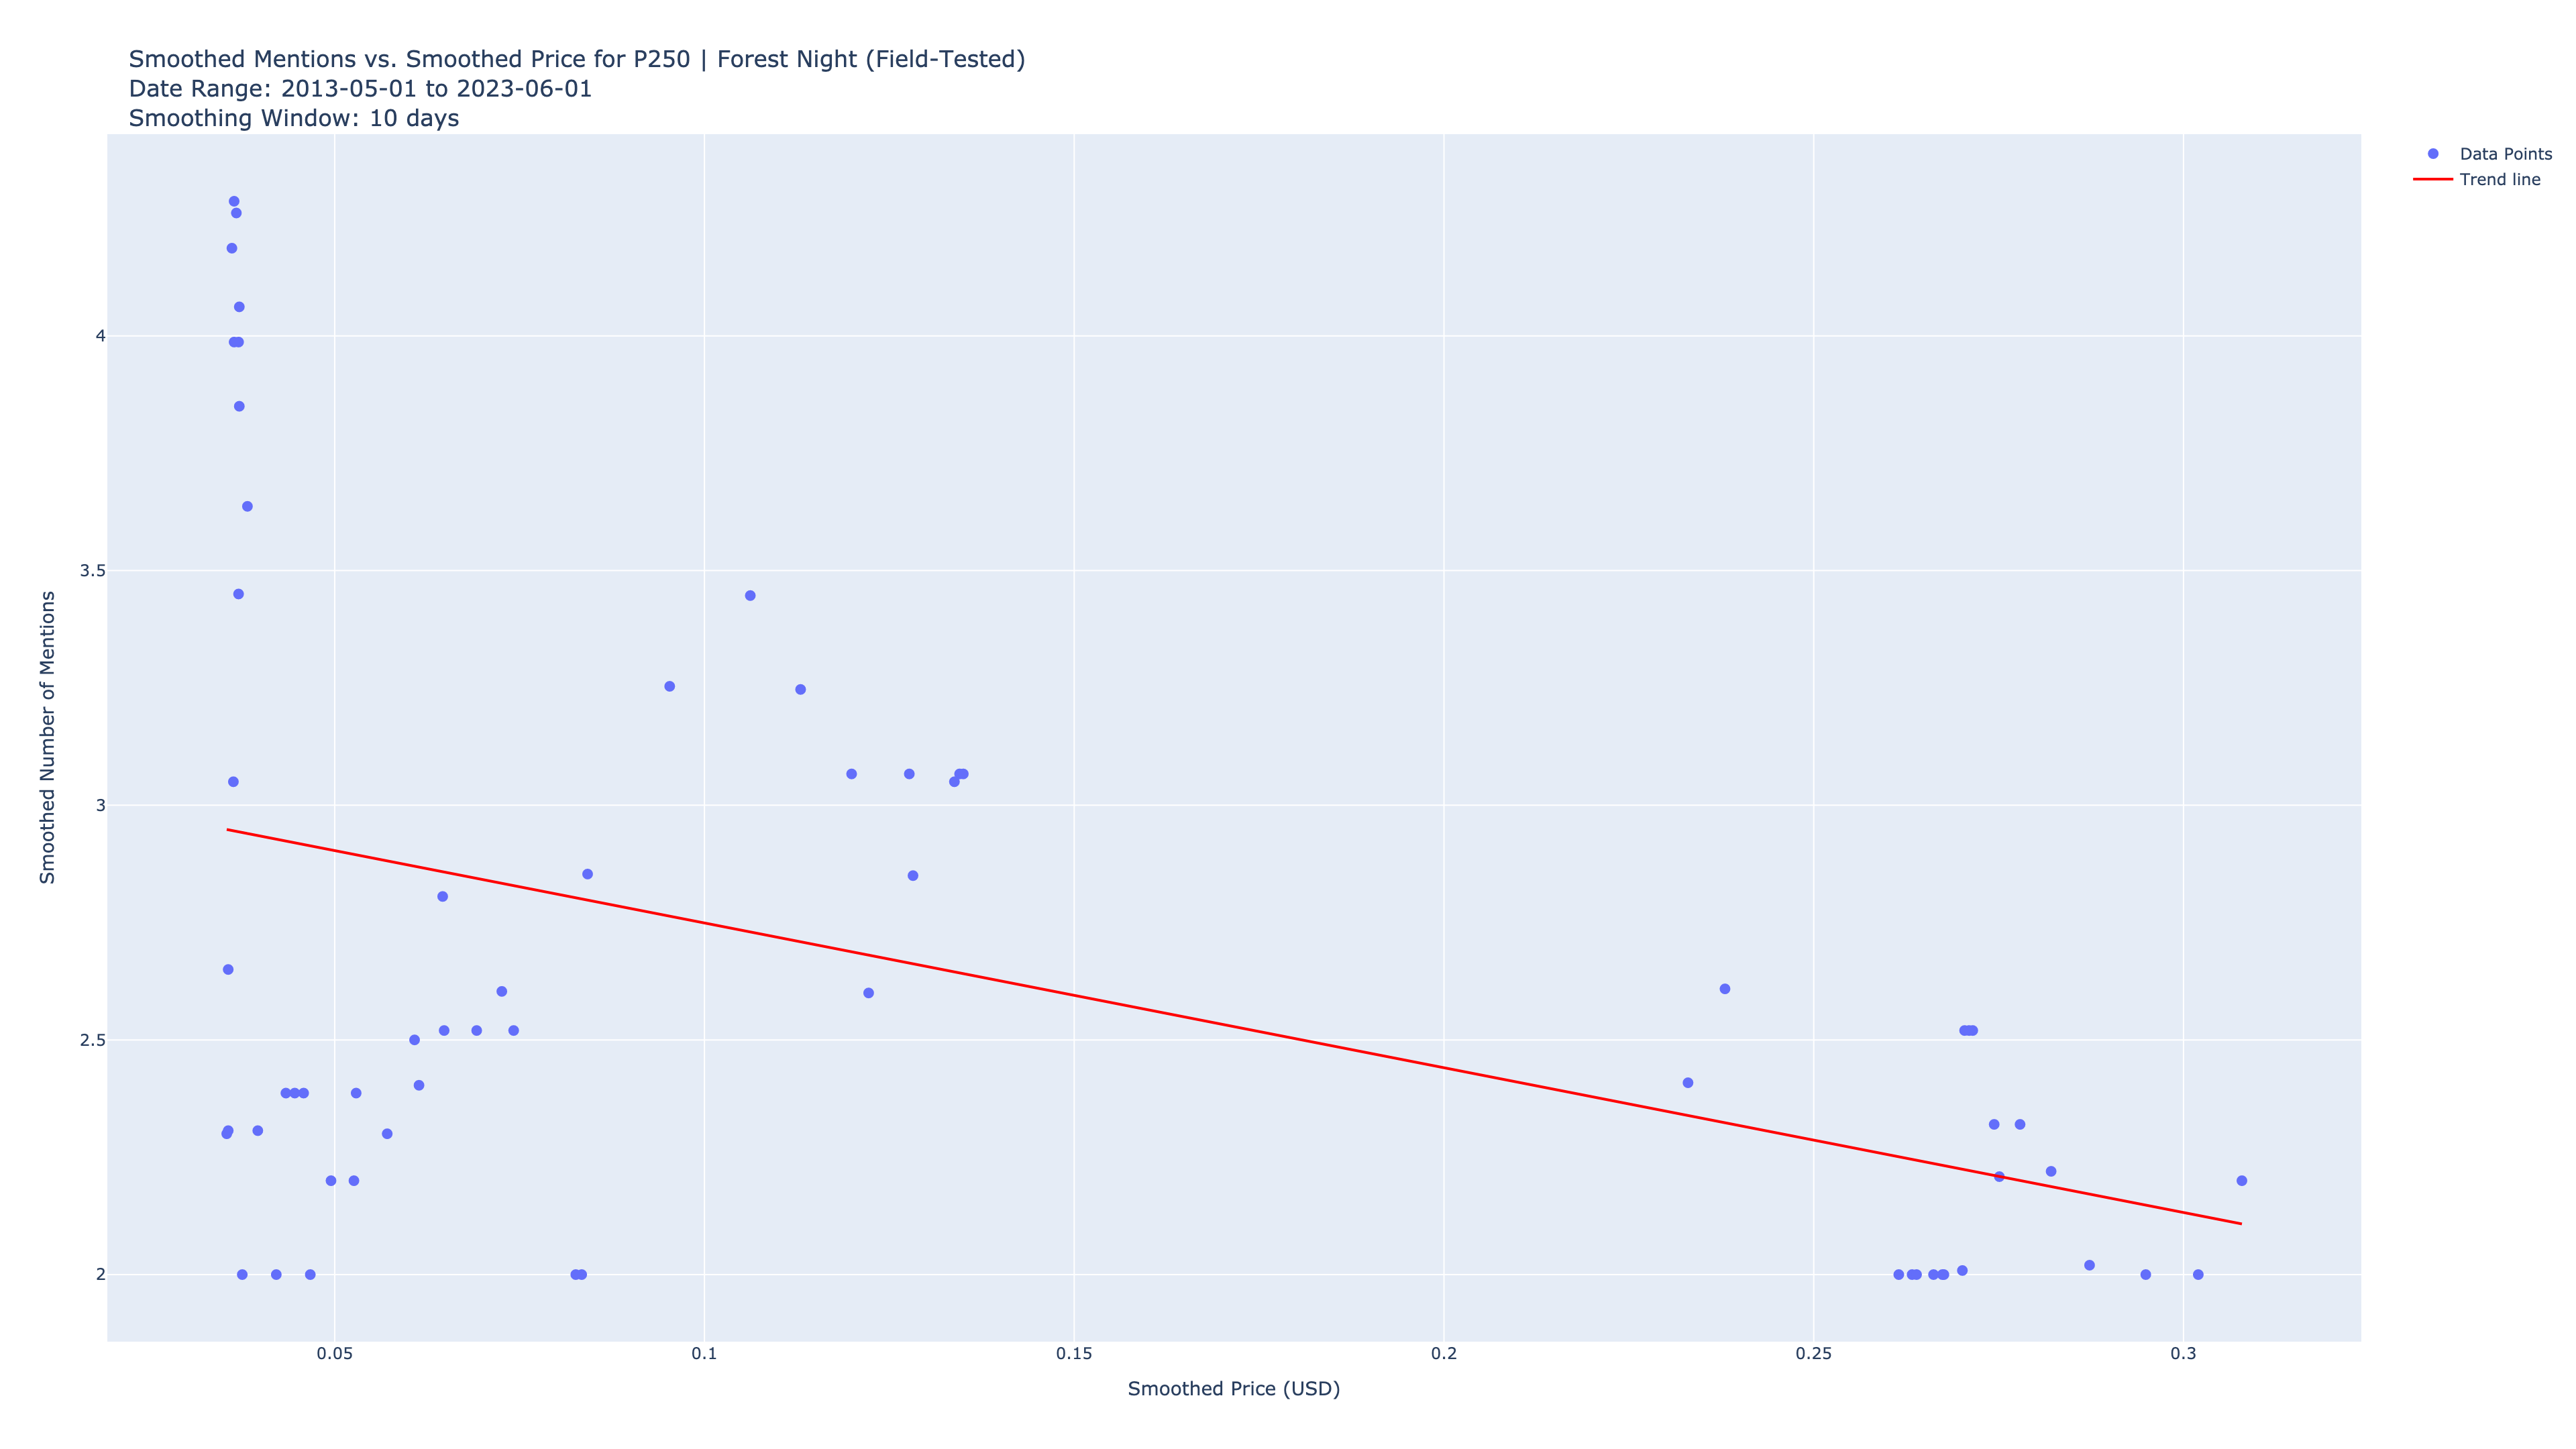 Smoothed Mentions vs. Smoothed Price for P250 | Forest Night (Field-Tested)
Date Range: 2013-05-01 to 2023-06-01
Smoothing Window: 10 days
Data Points
Trend line
Smoothed Number of Mentions
4
3.5
3
2.5
2
0.05
0.1
0.15
0.2
0.25
0.3
Smoothed Price (USD)